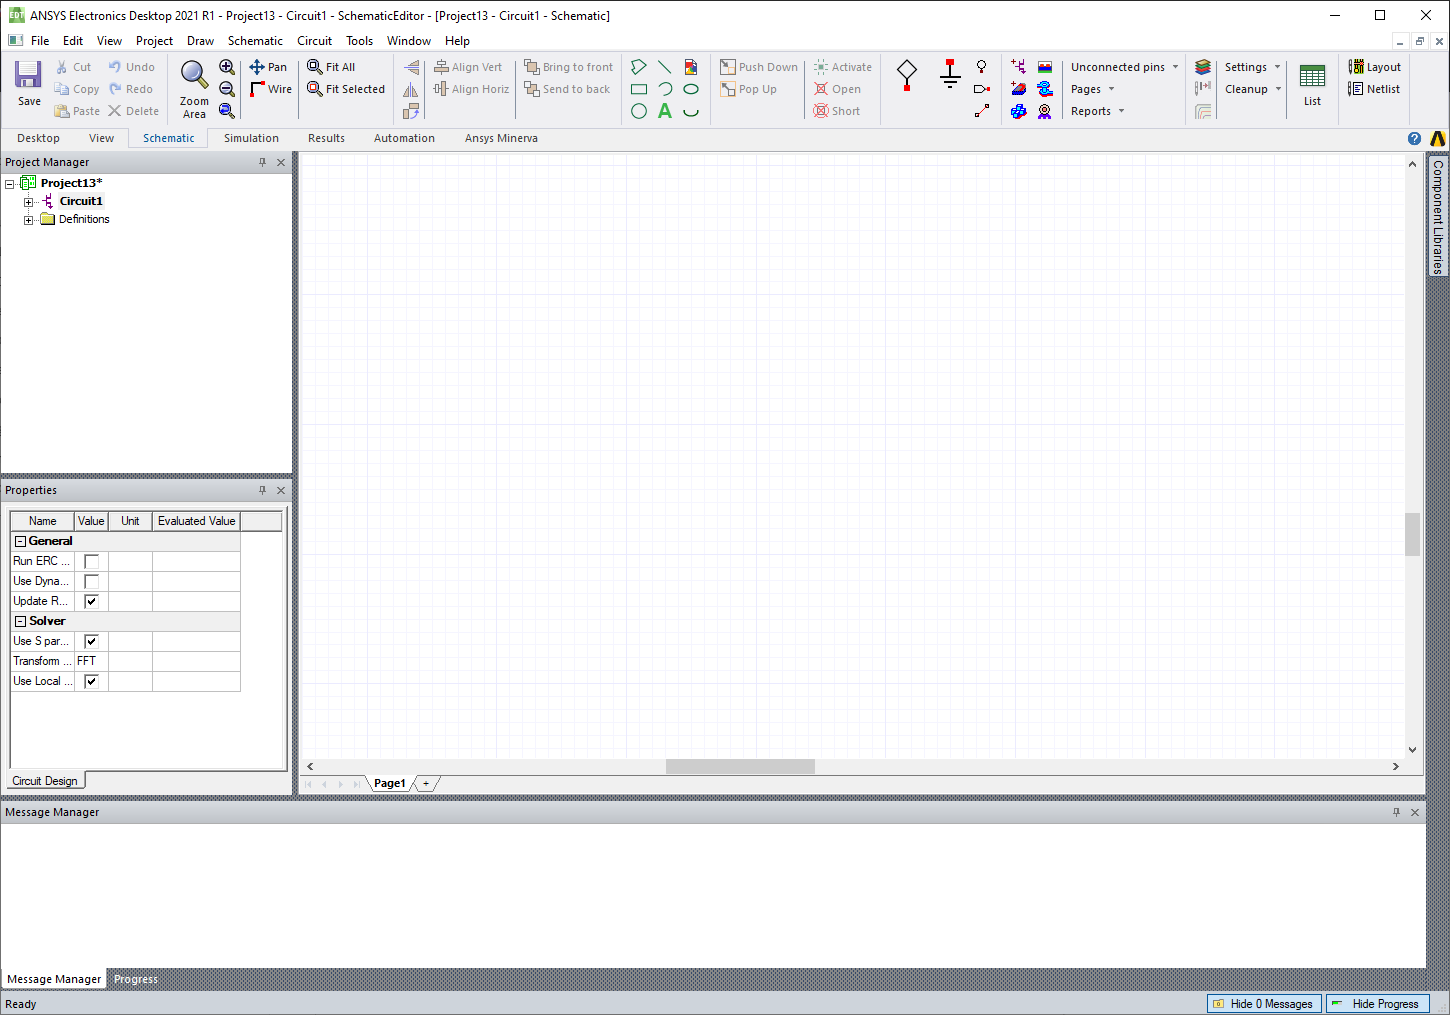 ANSYS Electronics Desktop 2021 R1 - Project13 - Circuit1 - SchematicEditor - [Project13 - Circuit1 - Schematic]
File Edit View Project Draw Schematic Circuit Tools Window Help
Cut Undo Pan Fit All Align Vert Bring to front Push Down Activate Unconnected pins Settings Layout
Copy Redo Wire Fit Selected Align Horiz Send to back Pop Up Open Pages Cleanup Netlist
Save Zoom Area List
Paste Delete Short Reports
Desktop View Schematic Simulation Results Automation Ansys Minerva
Project Manager
Project13*
Circuit1
Definitions
Component Libraries
Properties
Name Value Unit Evaluated Value
General
Run ERC ...
Use Dyna...
Update R...
Solver
Use S par...
Transform ... FFT
Use Local ...
Circuit Design
Page1 +
Message Manager
Message Manager Progress
Ready Hide 0 Messages Hide Progress